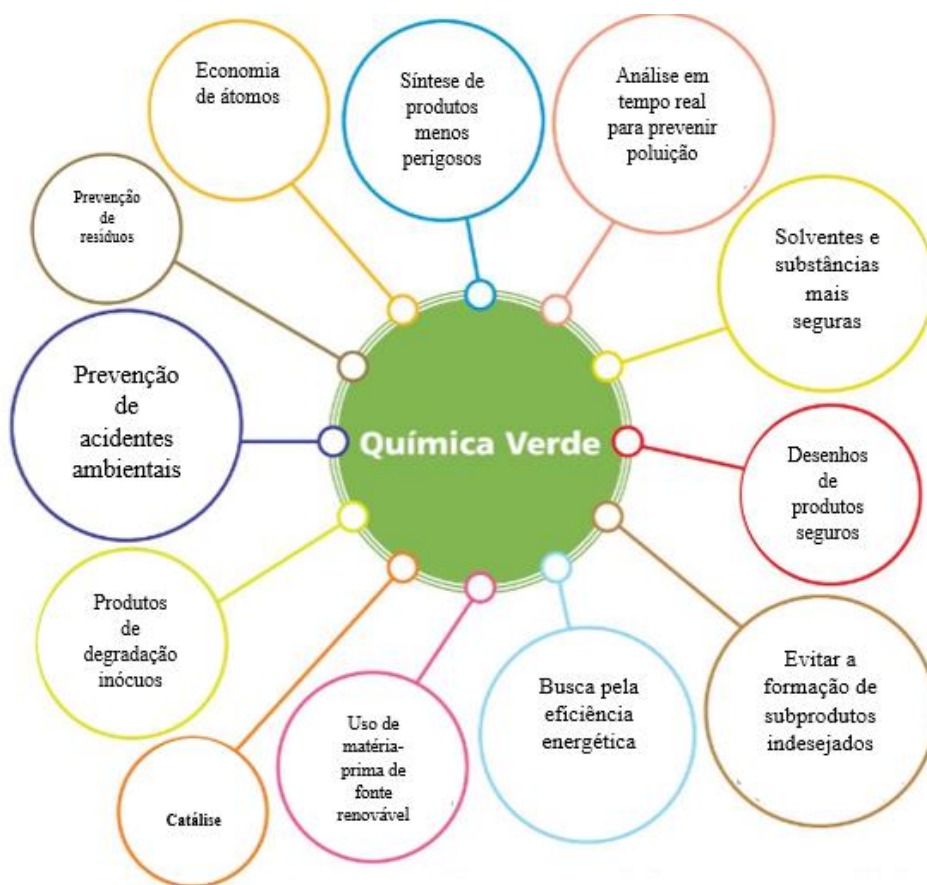 Economia
de átomos
Síntese de
produtos
menos
perigosos
Análise em
tempo real
para prevenir
poluição
Prevenção
de
resíduos
Solventes e
substâncias
mais
seguras
Prevenção
de
acidentes
ambientais
Química Verde
Desenhos
de
produtos
seguros
Produtos
de
degradação
inócuos
Catálise
Uso de
matéria-
prima de
fonte
renovável
Busca pela
eficiência
energética
Evitar a
formação de
subprodutos
indesejados